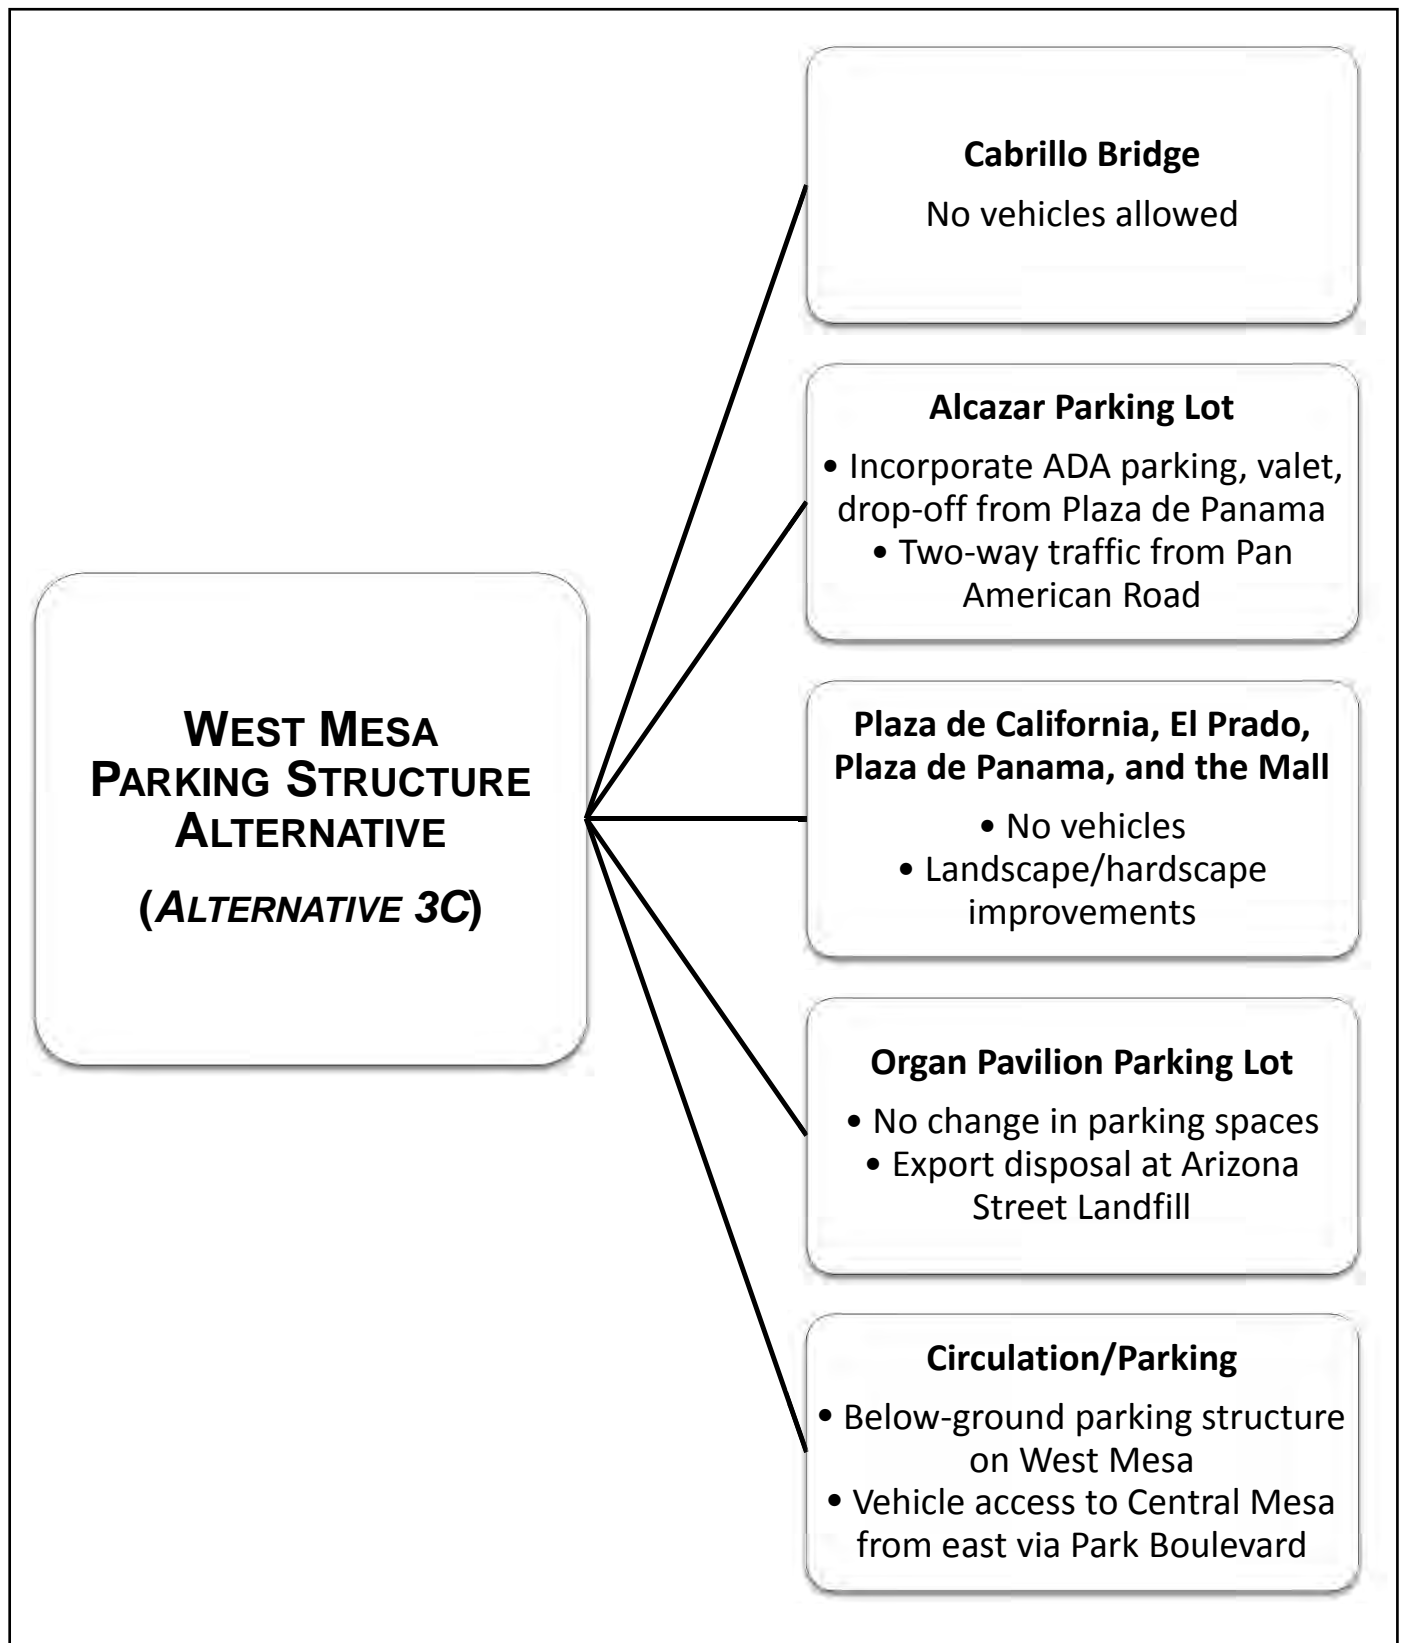 WEST MESA
PARKING STRUCTURE
ALTERNATIVE
(ALTERNATIVE 3C)
Cabrillo Bridge
No vehicles allowed
Alcazar Parking Lot
• Incorporate ADA parking, valet,
drop-off from Plaza de Panama
• Two-way traffic from Pan
American Road
Plaza de California, El Prado,
Plaza de Panama, and the Mall
• No vehicles
• Landscape/hardscape
improvements
Organ Pavilion Parking Lot
• No change in parking spaces
• Export disposal at Arizona
Street Landfill
Circulation/Parking
• Below-ground parking structure
on West Mesa
• Vehicle access to Central Mesa
from east via Park Boulevard